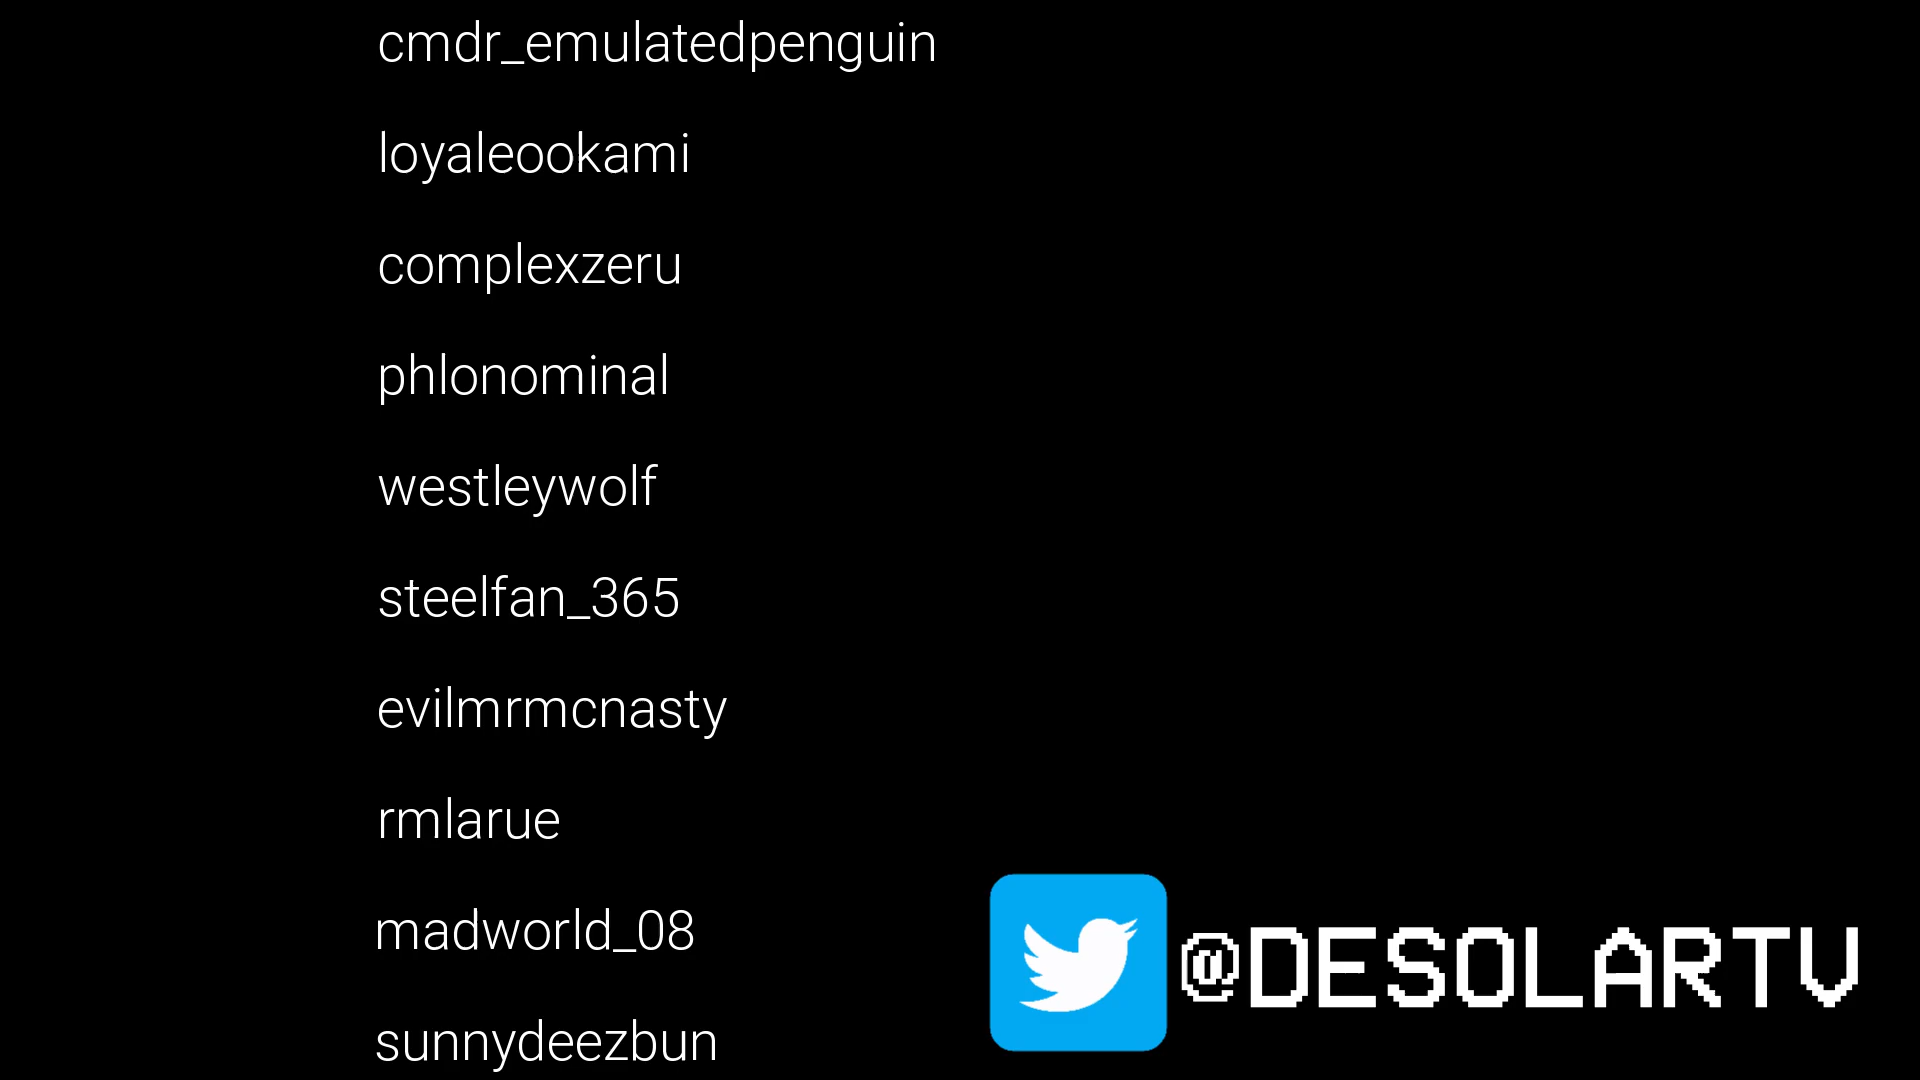 cmdr_emulatedpenguin
loyaleookami
complexzeru
phlonominal
westleywolf
steelfan_365
evilmrmcnasty
rmlarue
madworld_08
sunnydeezbun
@DESOLARTV